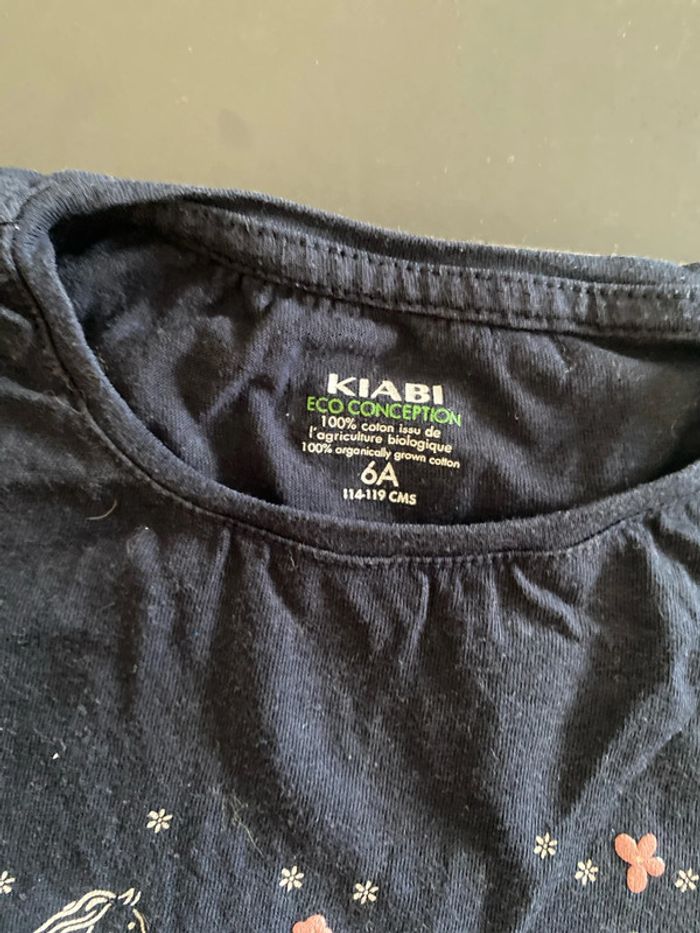 KIABI
ECO CONCEPTION
100% coton issu de
l'agriculture biologique
100% organically grown cotton
6A
114-119 CMS